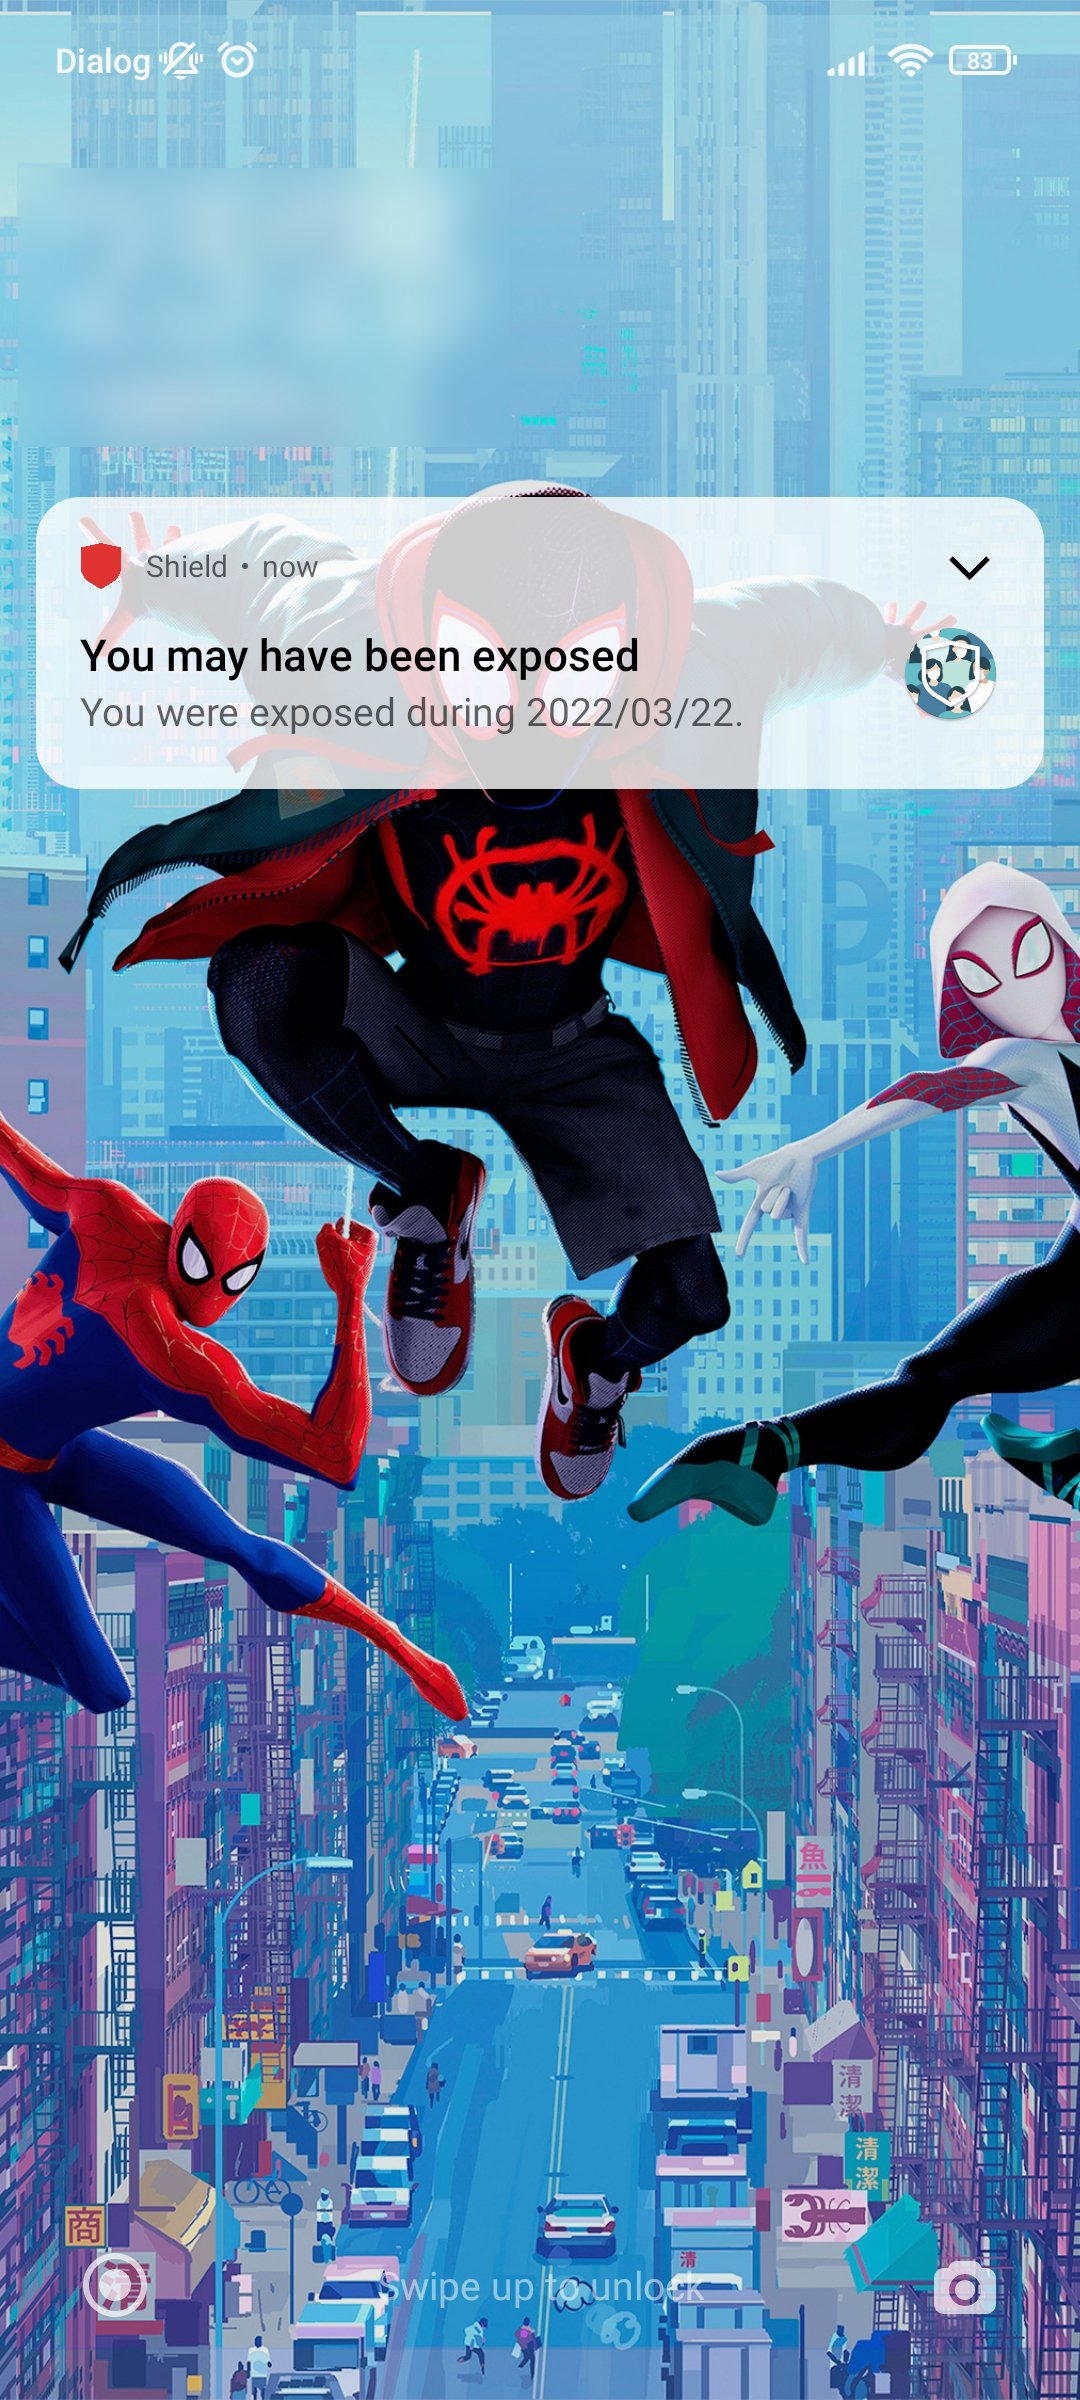 Dialog
83
Shield • now
You may have been exposed
You were exposed during 2022/03/22.
魚
清
潔
清
潔
商
清
Swipe up to unlock